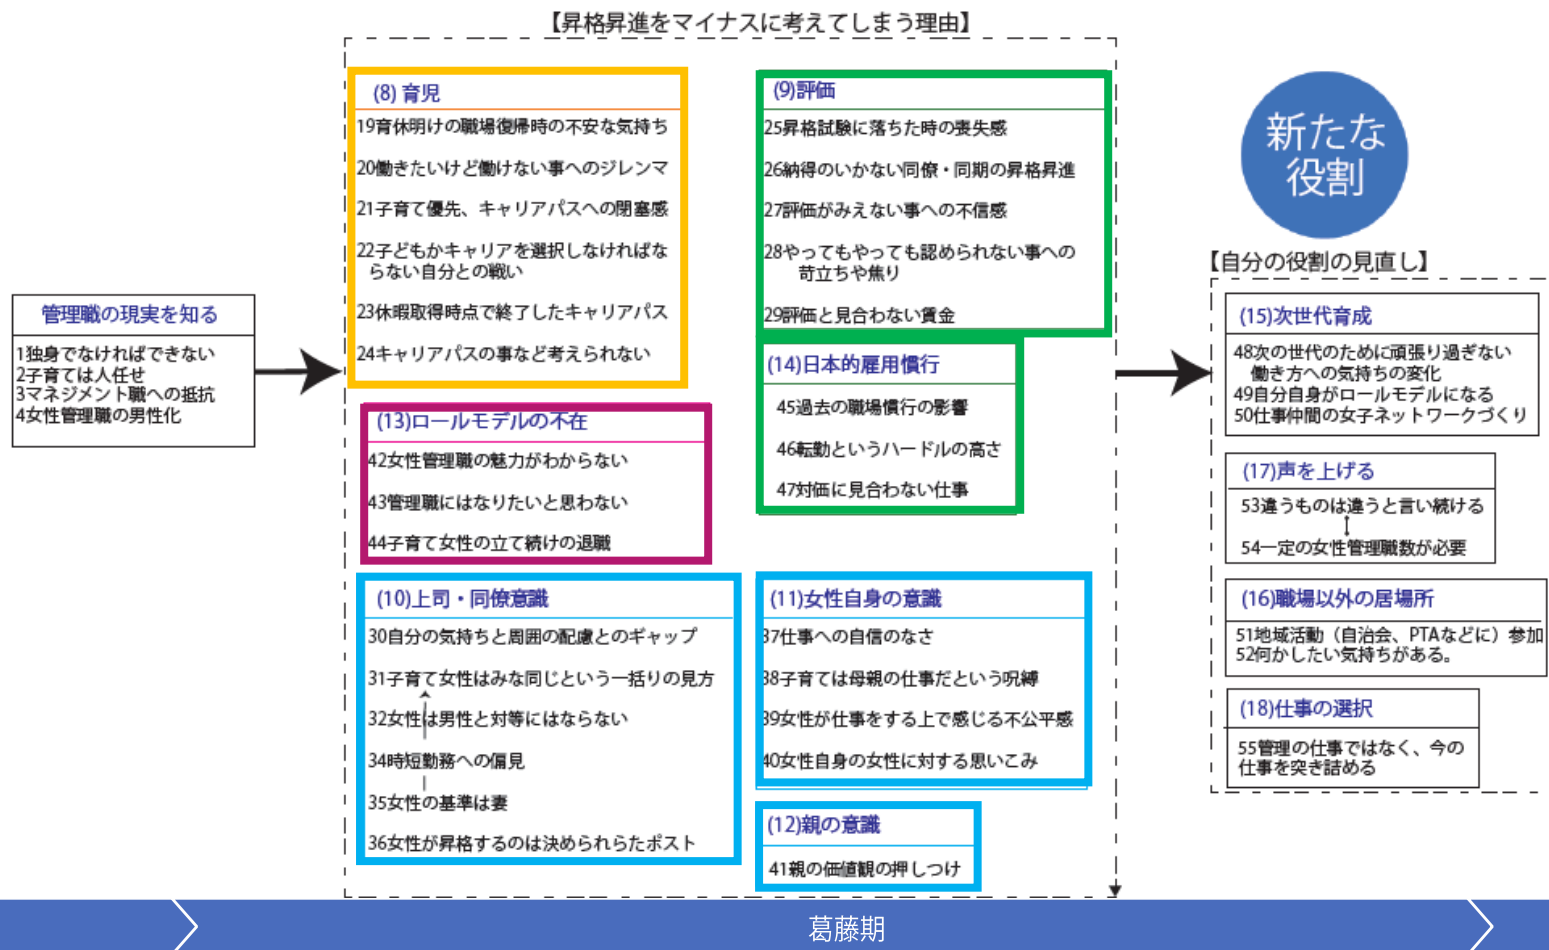 【昇格昇進をマイナスに考えてしまう理由】
管理職の現実を知る
1独身でなければできない
2子育ては人任せ
3マネジメント職への抵抗
4女性管理職の男性化
(8) 育児
19育休明けの職場復帰時の不安な気持ち
20働きたいけど働けない事へのジレンマ
21子育て優先、キャリアパスへの閉塞感
22子どもかキャリアを選択しなければな
らない自分との戦い
23休暇取得時点で終了したキャリアパス
24キャリアパスの事など考えられない
(13)ロールモデルの不在
42女性管理職の魅力がわからない
43管理職にはなりたいと思わない
44子育て女性の立て続けの退職
(10)上司・同僚意識
30自分の気持ちと周囲の配慮とのギャップ
31子育て女性はみな同じという一括りの見方
32女性は男性と対等にはならない
34時短勤務への偏見
35女性の基準は妻
36女性が昇格するのは決められらたポスト
(9)評価
25昇格試験に落ちた時の喪失感
26納得のいかない同僚・同期の昇格昇進
27評価がみえない事への不信感
28やってもやっても認められない事への
苛立ちや焦り
29評価と見合わない賃金
(14)日本的雇用慣行
45過去の職場慣行の影響
46転勤というハードルの高さ
47対価に見合わない仕事
(11)女性自身の意識
37仕事への自信のなさ
38子育ては母親の仕事だという呪縛
39女性が仕事をする上で感じる不公平感
40女性自身の女性に対する思いこみ
(12)親の意識
41親の価値観の押しつけ
新たな
役割
【自分の役割の見直し】
(15)次世代育成
48次の世代のために頑張り過ぎない
働き方への気持ちの変化
49自分自身がロールモデルになる
50仕事仲間の女子ネットワークづくり
(17)声を上げる
53違うものは違うと言い続ける
54一定の女性管理職数が必要
(16)職場以外の居場所
51地域活動（自治会、PTAなどに）参加
52何かしたい気持ちがある。
(18)仕事の選択
55管理の仕事ではなく、今の
仕事を突き詰める
葛藤期